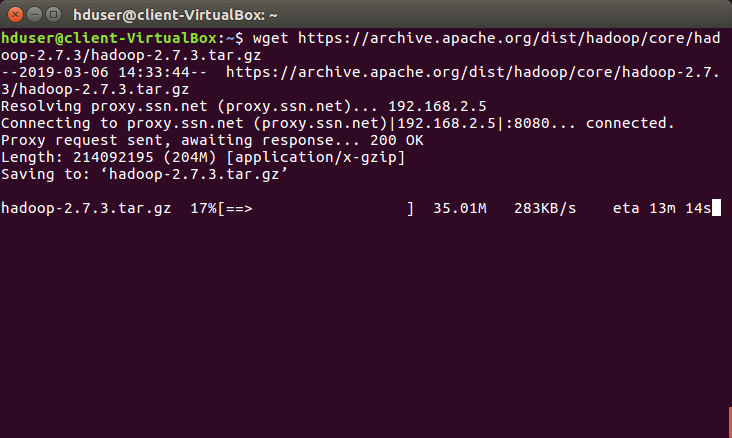 hduser@client-VirtualBox: ~
hduser@client-VirtualBox:~$ wget https://archive.apache.org/dist/hadoop/core/had
oop-2.7.3/hadoop-2.7.3.tar.gz
--2019-03-06 14:33:44--  https://archive.apache.org/dist/hadoop/core/hadoop-2.7.
3/hadoop-2.7.3.tar.gz
Resolving proxy.ssn.net (proxy.ssn.net)... 192.168.2.5
Connecting to proxy.ssn.net (proxy.ssn.net)|192.168.2.5|:8080... connected.
Proxy request sent, awaiting response... 200 OK
Length: 214092195 (204M) [application/x-gzip]
Saving to: ‘hadoop-2.7.3.tar.gz’
hadoop-2.7.3.tar.gz  17%[==>                 ]  35.01M   283KB/s    eta 13m 14s